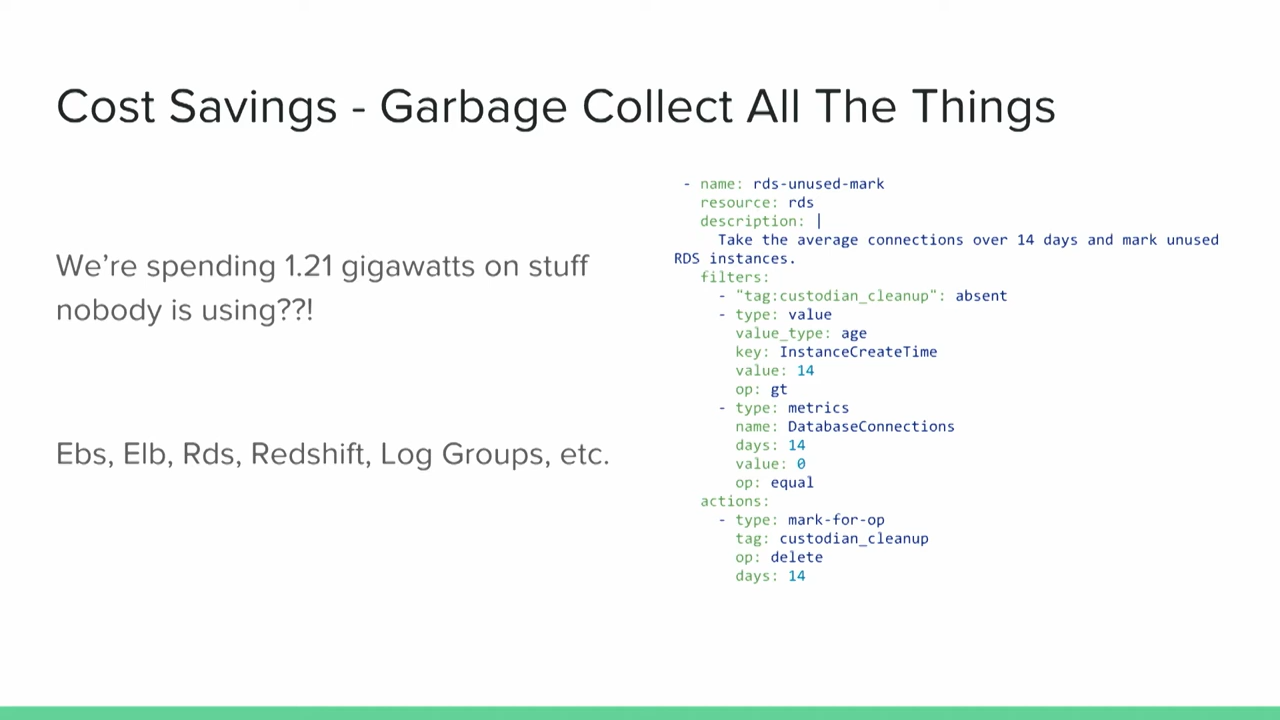 Cost Savings - Garbage Collect All The Things
We're spending 1.21 gigawatts on stuff
nobody is using??!
Ebs, Elb, Rds, Redshift, Log Groups, etc.
- name: rds-unused-mark
resource: rds
description: |
Take the average connections over 14 days and mark unused
RDS instances.
filters:
- "tag:custodian_cleanup": absent
- type: value
value_type: age
key: InstanceCreateTime
value: 14
op: gt
- type: metrics
name: DatabaseConnections
days: 14
value: 0
op: equal
actions:
- type: mark-for-op
tag: custodian_cleanup
op: delete
days: 14